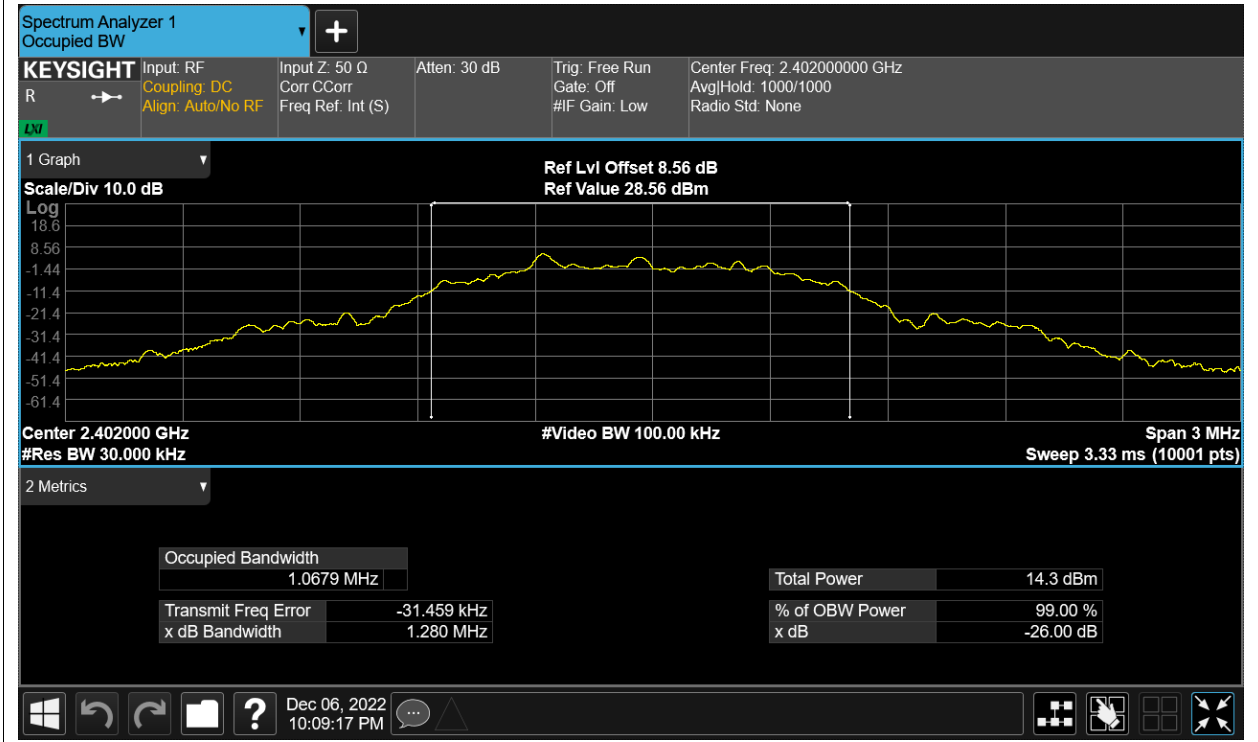 Spectrum Analyzer 1
Occupied BW
KEYSIGHT
R
LXI
Input: RF
Coupling: DC
Align: Auto/No RF
Input Z: 50 Ω
Corr CCorr
Freq Ref: Int (S)
Atten: 30 dB
Trig: Free Run
Gate: Off
#IF Gain: Low
Center Freq: 2.402000000 GHz
Avg|Hold: 1000/1000
Radio Std: None
1 Graph
Scale/Div 10.0 dB
Ref Lvl Offset 8.56 dB
Ref Value 28.56 dBm
Log
18.6
8.56
-1.44
-11.4
-21.4
-31.4
-41.4
-51.4
-61.4
Center 2.402000 GHz
#Res BW 30.000 kHz
#Video BW 100.00 kHz
Span 3 MHz
Sweep 3.33 ms (10001 pts)
2 Metrics
Occupied Bandwidth
1.0679 MHz
Transmit Freq Error -31.459 kHz
x dB Bandwidth 1.280 MHz
Total Power 14.3 dBm
% of OBW Power 99.00 %
x dB -26.00 dB
?
Dec 06, 2022
10:09:17 PM